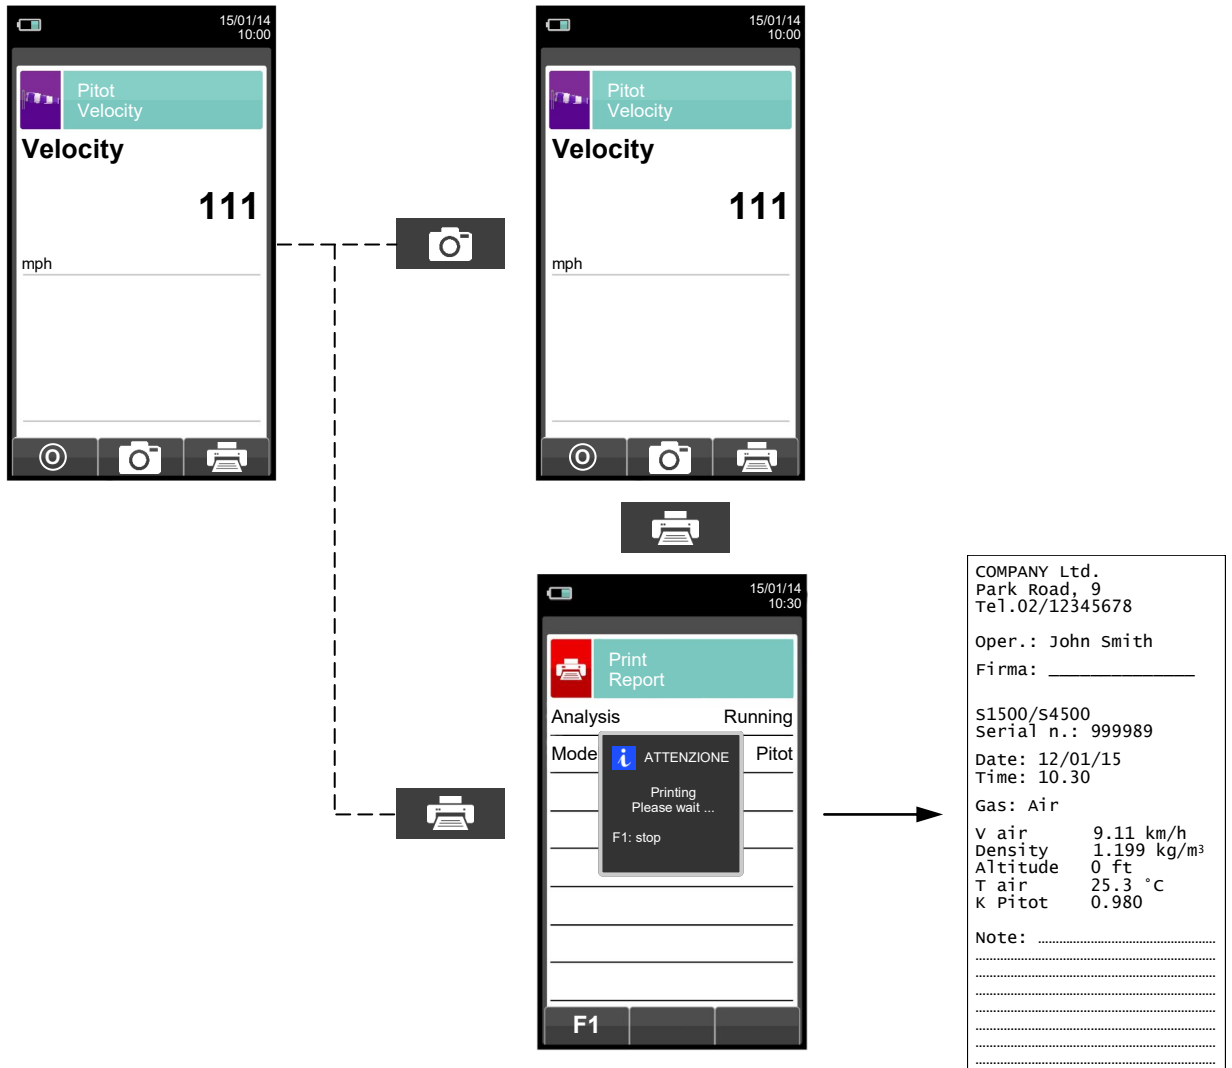 15/01/14
10:00
Pitot
Velocity
Velocity
111
mph
15/01/14
10:00
Pitot
Velocity
Velocity
111
mph
15/01/14
10:30
Print
Report
Analysis Running
Mode Pitot
i ATTENZIONE
Printing
Please wait ...
F1: stop
F1
COMPANY Ltd.
Park Road, 9
Tel.02/12345678
Oper.: John Smith
Firma: ______________
S1500/S4500
Serial n.: 999989
Date: 12/01/15
Time: 10.30
Gas: Air
V air 9.11 km/h
Density 1.199 kg/m³
Altitude 0 ft
T air 25.3 °C
K Pitot 0.980
Note: ..................................................